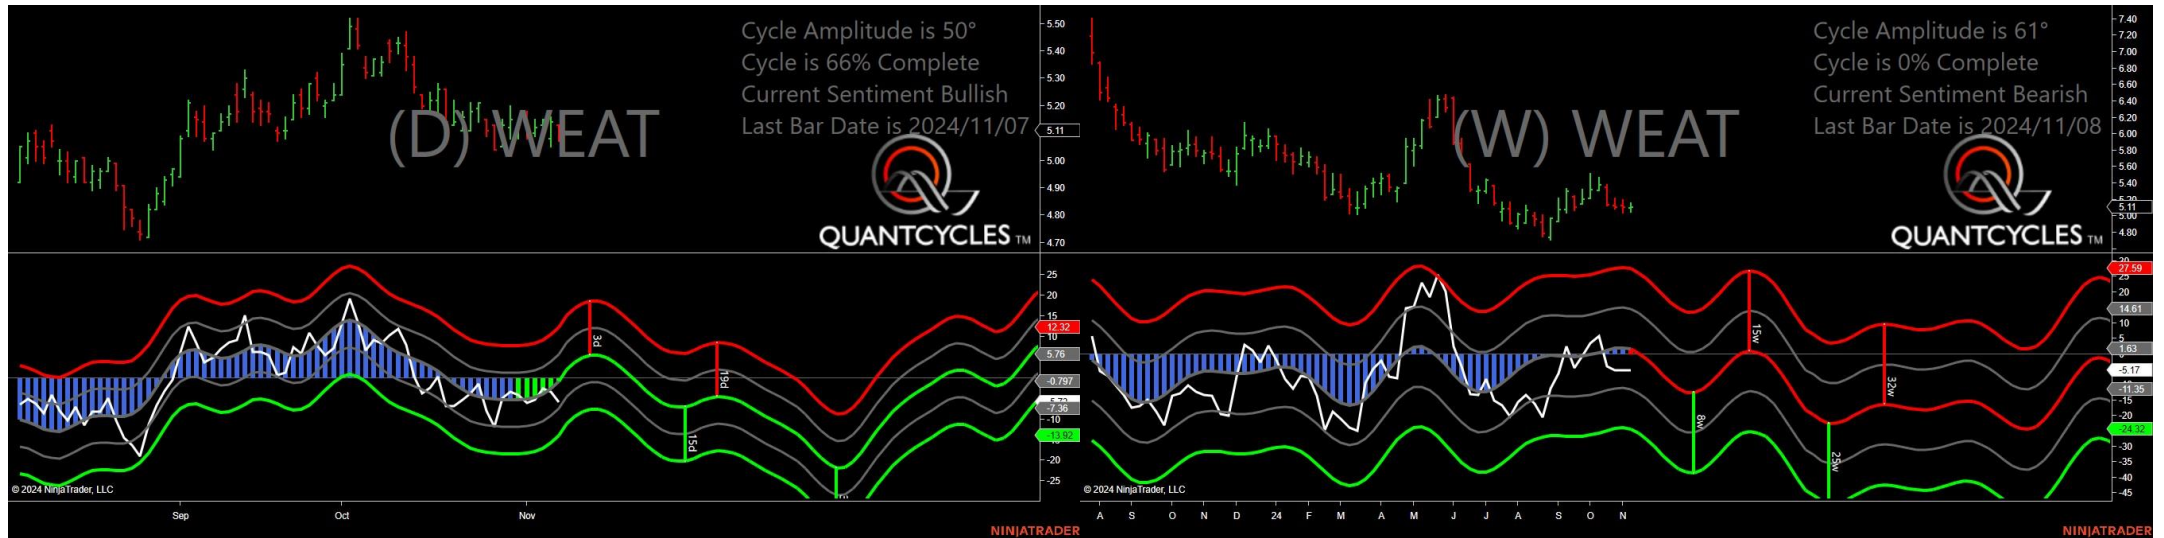 Cycle Amplitude is 50°
Cycle is 66% Complete
Current Sentiment Bullish
Last Bar Date is 2024/11/07
(D) WEAT
QUANTCYCLES TM
5.50
5.40
5.30
5.20
5.11
5.00
4.90
4.80
4.70
25
20
15
12.32
10
5.76
-0.797
-7.36
-10
-13.92
-20
-25
3d
15d
19d
© 2024 NinjaTrader, LLC
Sep
Oct
Nov
NINJATRADER
Cycle Amplitude is 61°
Cycle is 0% Complete
Current Sentiment Bearish
Last Bar Date is 2024/11/08
(W) WEAT
QUANTCYCLES TM
7.40
7.20
7.00
6.80
6.60
6.40
6.20
6.00
5.80
5.60
5.40
5.11
5.00
4.80
27.59
20
14.61
10
1.63
-5.17
-11.35
-15
-20
-24.32
-30
-35
-40
-45
15w
8w
32w
25w
© 2024 NinjaTrader, LLC
A S O N D 24 F M A M J J A S O N
NINJATRADER